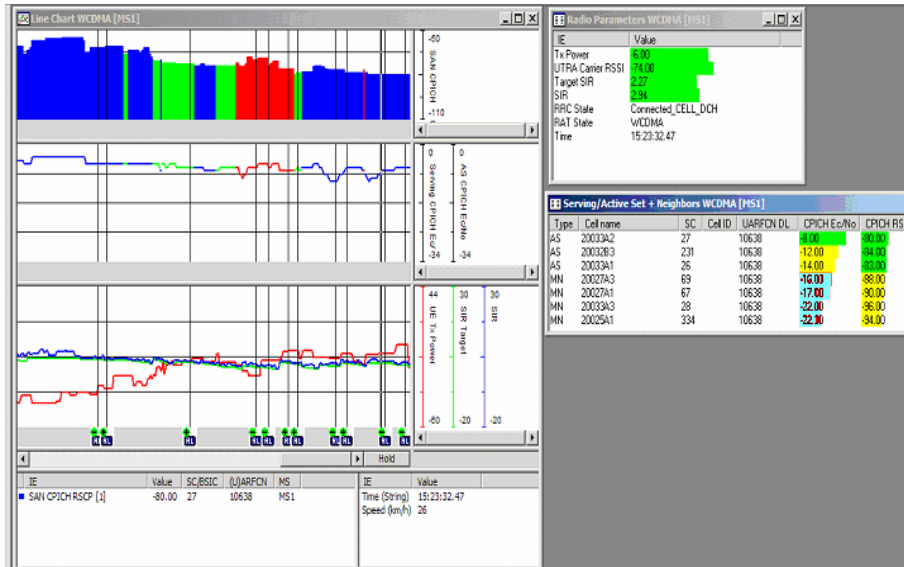 Line Chart WCDMA [MS1]
-50
SAN CPICH
-110
0 0
Serving CPICH Ec/ AS CPICH Ec/No
-34 -34
44 30 30
UE Tx Power SIR Target SIR
-60 -20 -20
Hold
IE Value SC/BSIC (U)ARFCN MS
SAN CPICH RSCP [1] -80.00 27 10638 MS1
IE Value
Time (String) 15:23:32.47
Speed (km/h) 26
Radio Parameters WCDMA [MS1]
IE Value
Tx Power -6.00
UTRA Carrier RSSI -74.00
Target SIR 2.27
SIR 2.94
RRC State Connected_CELL_DCH
RAT State WCDMA
Time 15:23:32.47
Serving/Active Set + Neighbors WCDMA [MS1]
Type Cell name SC Cell ID UARFCN DL CPICH Ec/No CPICH RS
AS 20033A2 27 10638 -8.00 -80.00
AS 20032B3 231 10638 -12.00 -84.00
AS 20033A1 26 10638 -14.00 -83.00
MN 20027A3 69 10638 -16.00 -88.00
MN 20027A1 67 10638 -17.00 -90.00
MN 20033A3 28 10638 -22.00 -96.00
MN 20025A1 334 10638 -94.00